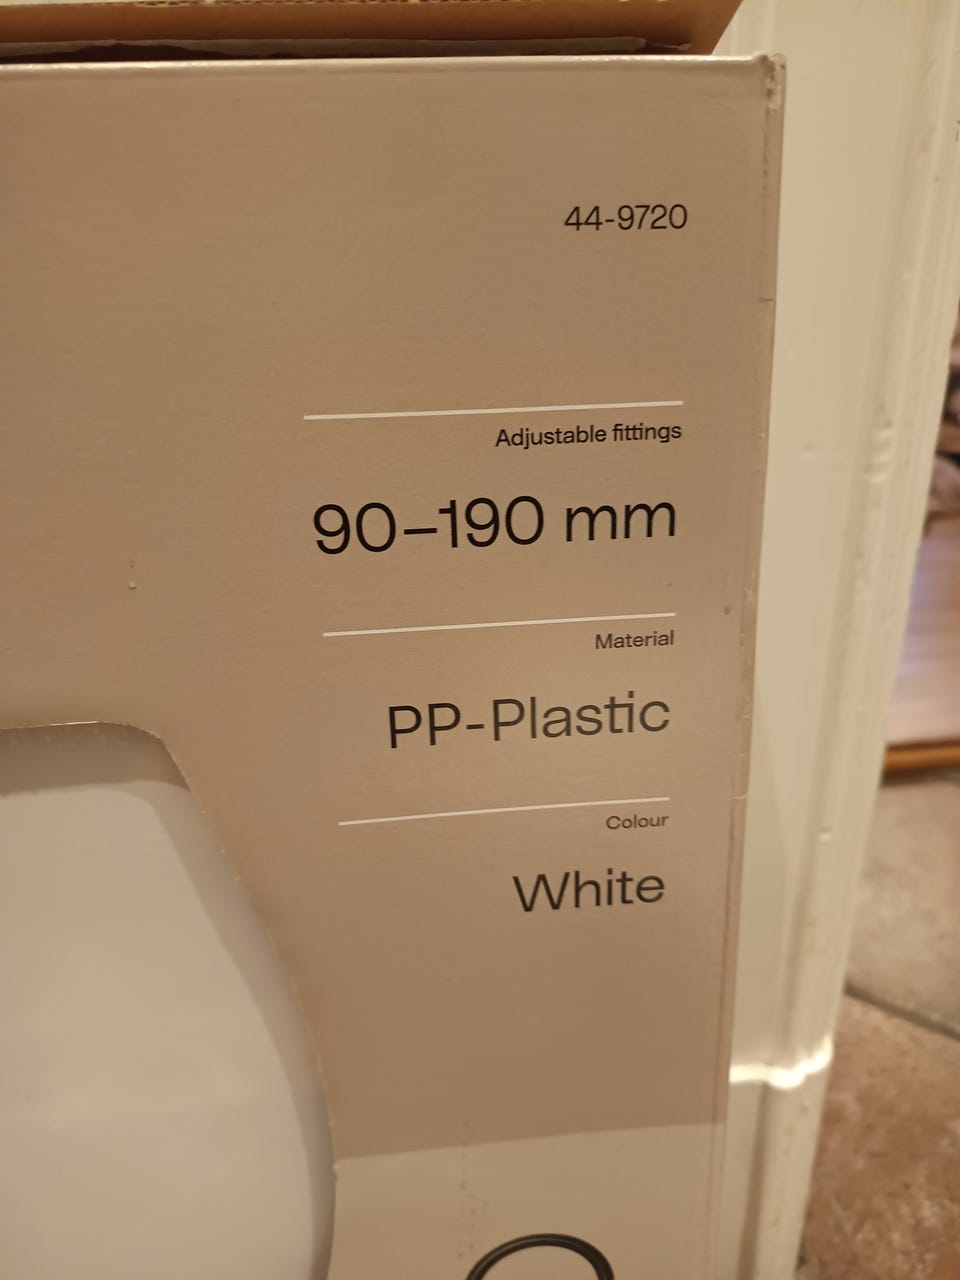 44-9720
Adjustable fittings
90–190 mm
Material
PP-Plastic
Colour
White